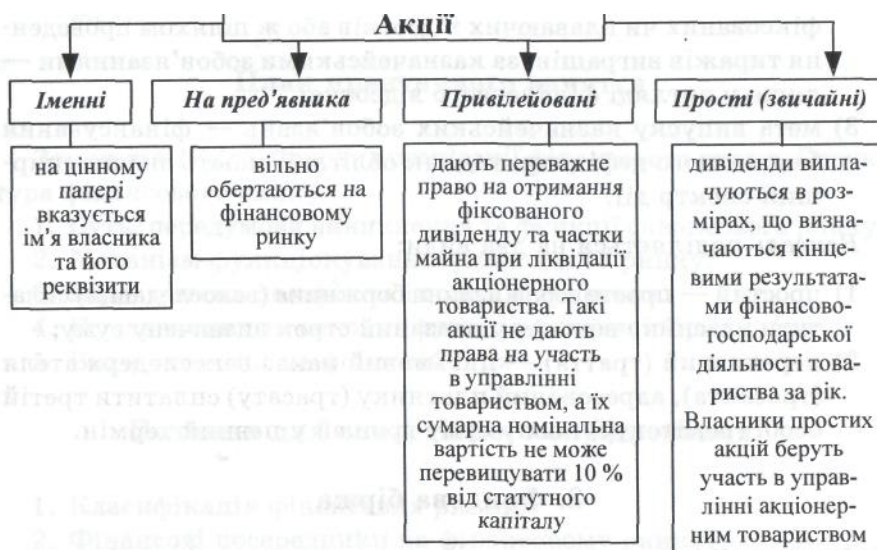 Акції
Іменні
на цінному
папері
вказується
ім'я власника
та його
реквізити
На пред'явника
вільно
обертаються на
фінансовому
ринку
Привілейовані
дають переважне
право на отримання
фіксованого
дивіденду та на частку
майна при ліквідації
акціонерного
товариства. Такі
акції не дають
права на участь
в управлінні
товариством, а їх
сумарна номінальна
вартість не може
перевищувати 10 %
від статутного
капіталу
Прості (звичайні)
дивіденди випла-
чуються в роз-
мірах, що визна-
чаються кінце-
вими результата-
ми фінансово-
господарської
діяльності това-
риства за рік.
Власники простих
акцій беруть
участь в управ-
лінні акціонер-
ним товариством